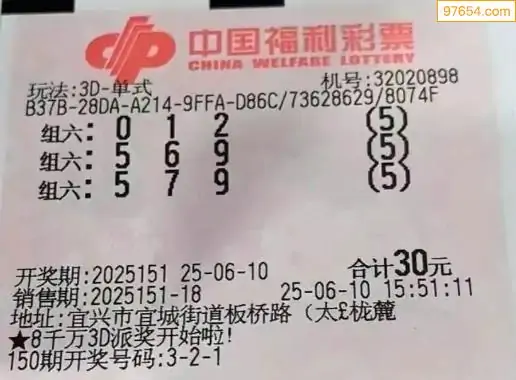 97654.com
中国福利彩票
CHINA WELFARE LOTTERY
玩法:3D-单式 机号:32020898
B37B-28DA-A214-9FFA-D86C/73628629/8074F
组六: 0 1 2 (5)
组六: 5 6 9 (5)
组六: 5 7 9 (5)
开奖期:2025151 25-06-10 合计30元
销售期:2025151-18 25-06-10 15:51:11
地址:宜兴市宜城街道板桥路（太£栊簏
★8千万3D派奖开始啦!
150期开奖号码:3-2-1